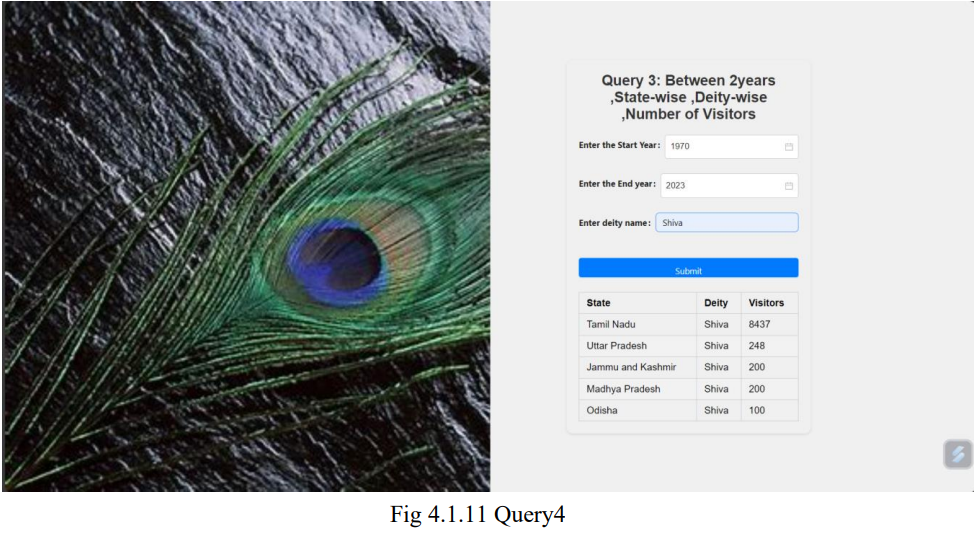 Query 3: Between 2years
,State-wise ,Deity-wise
,Number of Visitors
Enter the Start Year: 1970
Enter the End year: 2023
Enter deity name: Shiva
Submit
State Deity Visitors
Tamil Nadu Shiva 8437
Uttar Pradesh Shiva 248
Jammu and Kashmir Shiva 200
Madhya Pradesh Shiva 200
Odisha Shiva 100
Fig 4.1.11 Query4